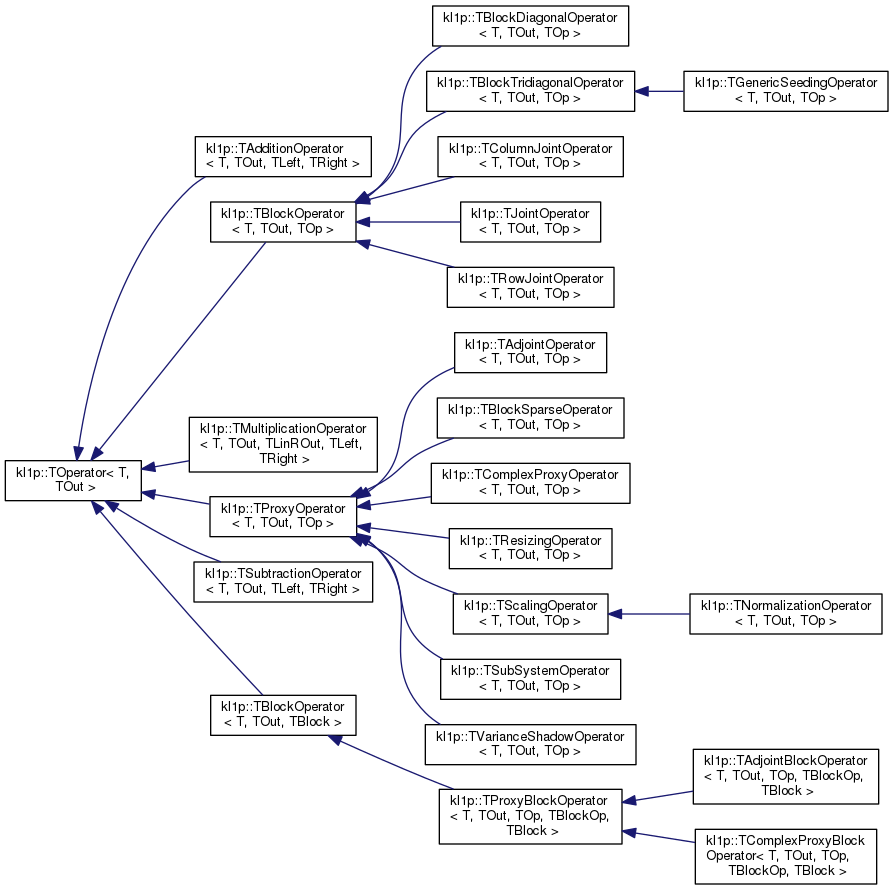 kl1p::TBlockDiagonalOperator
< T, TOut, TOp >
kl1p::TBlockTridiagonalOperator
< T, TOut, TOp >
kl1p::TGenericSeedingOperator
< T, TOut, TOp >
kl1p::TAdditionOperator
< T, TOut, TLeft, TRight >
kl1p::TColumnJointOperator
< T, TOut, TOp >
kl1p::TBlockOperator
< T, TOut, TOp >
kl1p::TJointOperator
< T, TOut, TOp >
kl1p::TRowJointOperator
< T, TOut, TOp >
kl1p::TAdjointOperator
< T, TOut, TOp >
kl1p::TBlockSparseOperator
< T, TOut, TOp >
kl1p::TMultiplicationOperator
< T, TOut, TLinROut, TLeft,
TRight >
kl1p::TOperator< T,
TOut >
kl1p::TComplexProxyOperator
< T, TOut, TOp >
kl1p::TProxyOperator
< T, TOut, TOp >
kl1p::TResizingOperator
< T, TOut, TOp >
kl1p::TSubtractionOperator
< T, TOut, TLeft, TRight >
kl1p::TScalingOperator
< T, TOut, TOp >
kl1p::TNormalizationOperator
< T, TOut, TOp >
kl1p::TSubSystemOperator
< T, TOut, TOp >
kl1p::TBlockOperator
< T, TOut, TBlock >
kl1p::TVarianceShadowOperator
< T, TOut, TOp >
kl1p::TAdjointBlockOperator
< T, TOut, TOp, TBlockOp,
TBlock >
kl1p::TProxyBlockOperator
< T, TOut, TOp, TBlockOp,
TBlock >
kl1p::TComplexProxyBlock
Operator< T, TOut, TOp,
TBlockOp, TBlock >